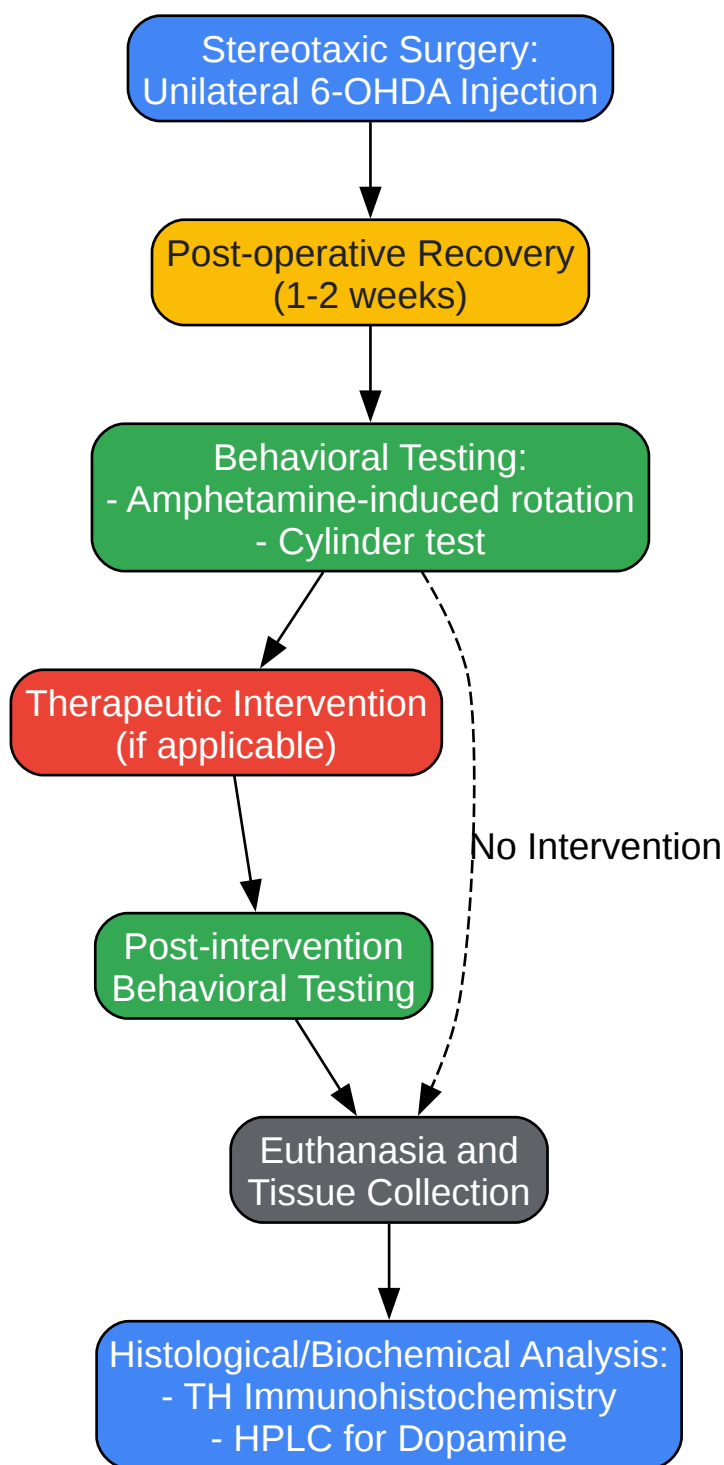 Stereotaxic Surgery:
Unilateral 6-OHDA Injection
Post-operative Recovery
(1-2 weeks)
Behavioral Testing:
- Amphetamine-induced rotation
- Cylinder test
Therapeutic Intervention
(if applicable)
No Intervention
Post-intervention
Behavioral Testing
Euthanasia and
Tissue Collection
Histological/Biochemical Analysis:
- TH Immunohistochemistry
- HPLC for Dopamine